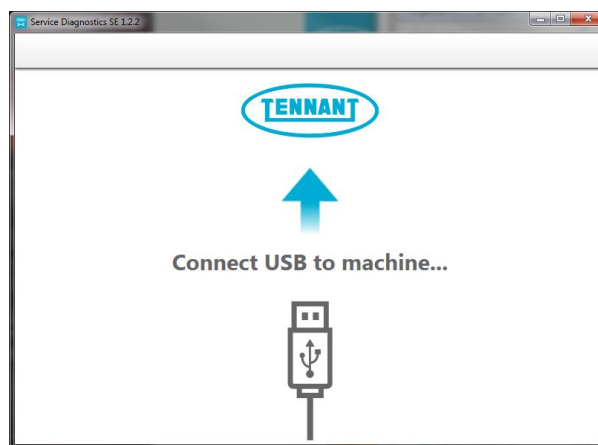 Service Diagnostics SE 1.2.2
TENNANT
Connect USB to machine...